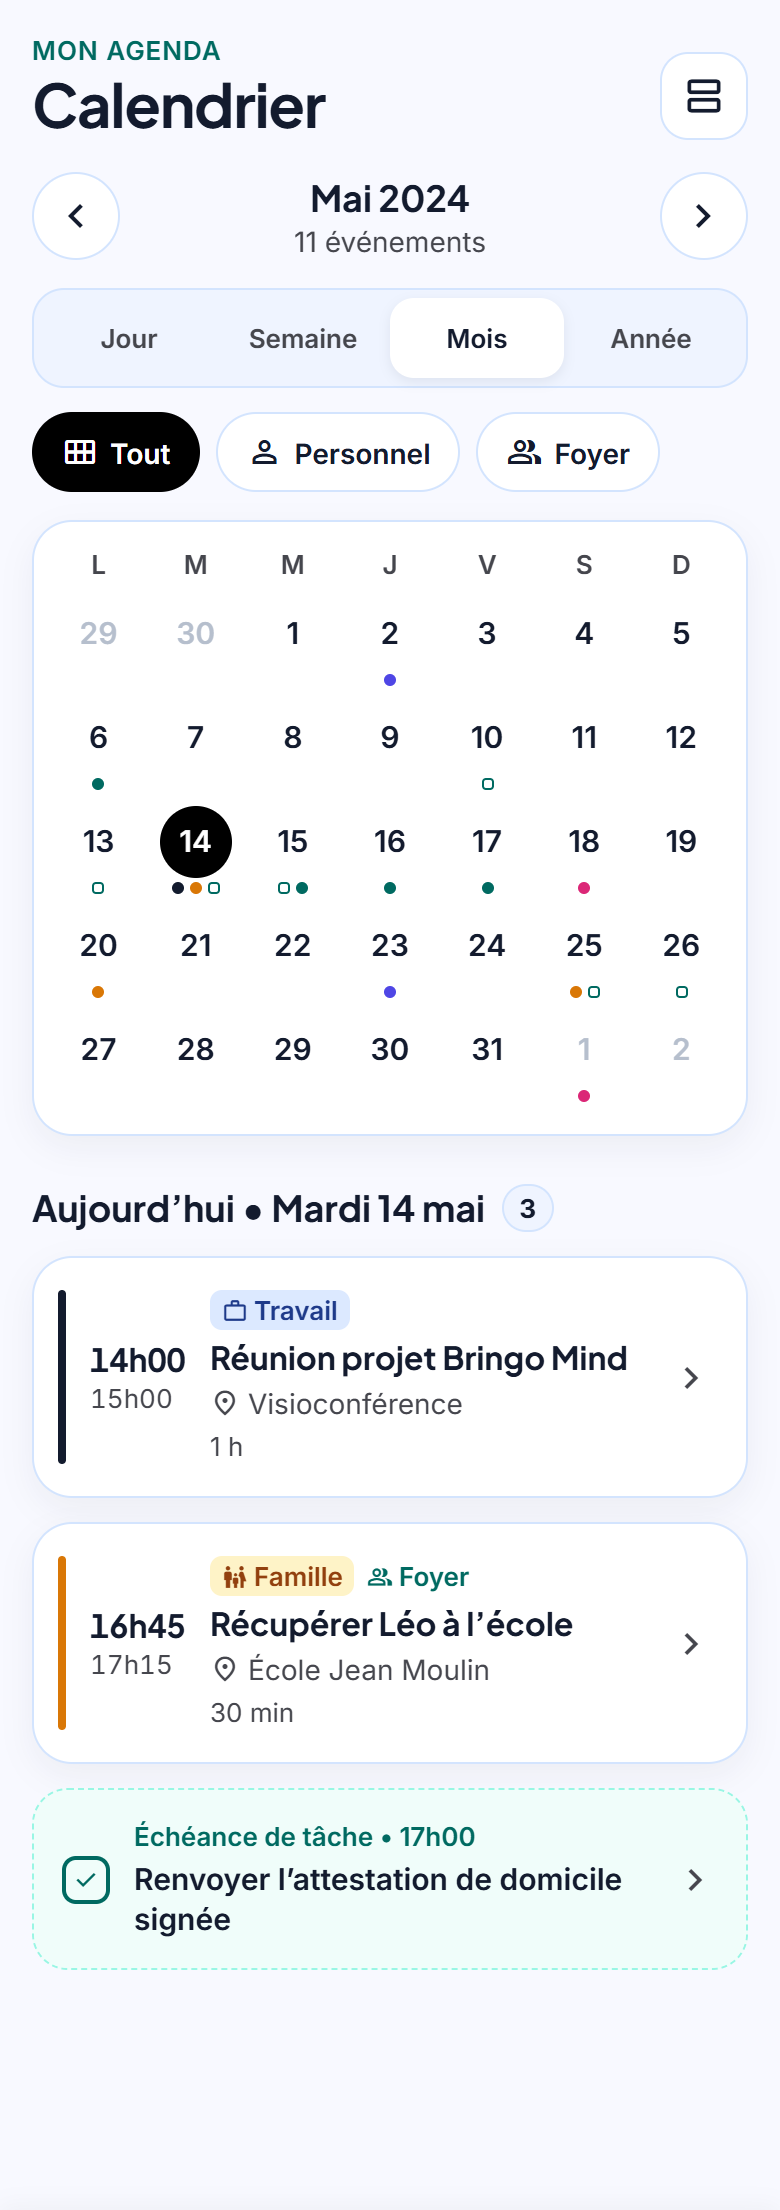 MON AGENDA
Calendrier
Mai 2024
11 événements
Jour Semaine Mois Année
Tout Personnel Foyer
L M M J V S D
29 30 1 2 3 4 5
6 7 8 9 10 11 12
13 14 15 16 17 18 19
20 21 22 23 24 25 26
27 28 29 30 31 1 2
Aujourd’hui • Mardi 14 mai 3
Travail
14h00 Réunion projet Bringo Mind
15h00 Visioconférence
1 h
Famille Foyer
16h45 Récupérer Léo à l’école
17h15 École Jean Moulin
30 min
Échéance de tâche • 17h00
Renvoyer l’attestation de domicile
signée